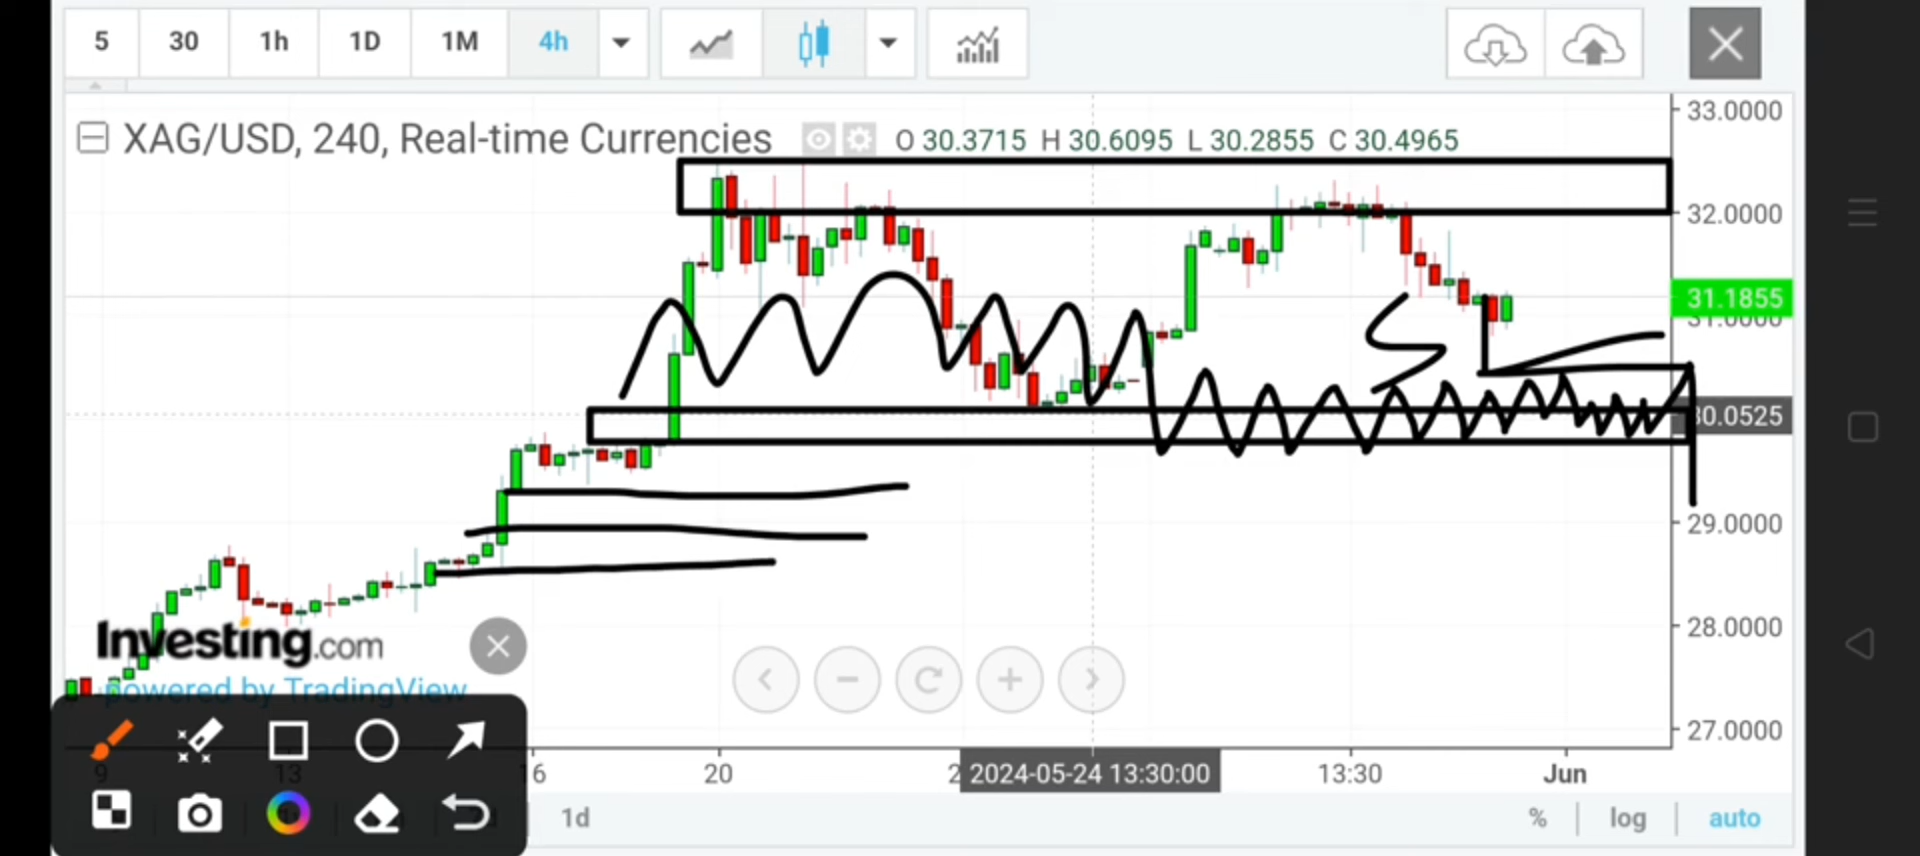 5 30 1h 1D 1M 4h
XAG/USD, 240, Real-time Currencies O 30.3715 H 30.6095 L 30.2855 C 30.4965
33.0000
32.0000
31.1855
31.0000
30.0525
29.0000
28.0000
27.0000
Investing.com
powered by TradingView
9 13 16 20 2 2024-05-24 13:30:00 13:30 Jun
1d % log auto